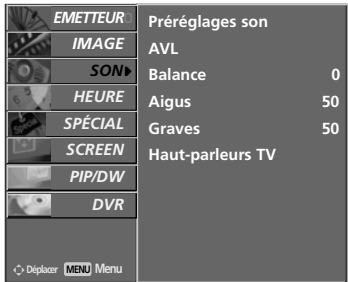 EMETTEUR
IMAGE
SON
HEURE
SPÉCIAL
SCREEN
PIP/DW
DVR
Déplacer MENU Menu
Préréglages son
AVL
Balance 0
Aigus 50
Graves 50
Haut-parleurs TV